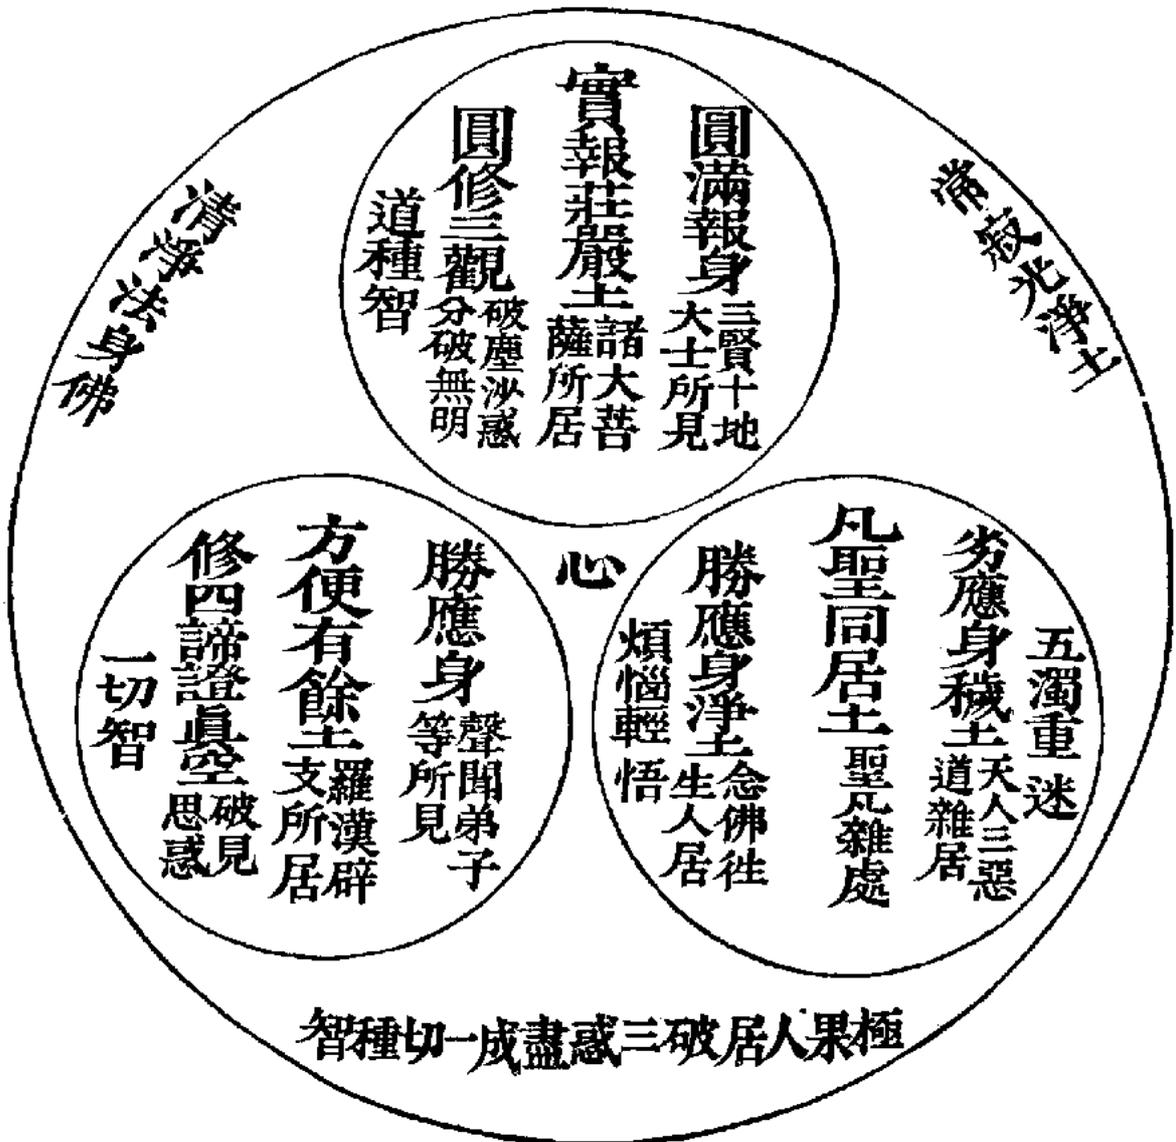 常寂光淨土
清淨法身佛
圓滿報身
三賢十地
大士所見
實報莊嚴土
諸大菩
薩所居
圓修三觀
破塵沙惑
分破無明
道種智
心
五濁重迷
劣應身穢土
天人三惡
道雜居
凡聖同居土
聖凡雜處
勝應身淨土
念佛徃
生人居
煩惱輕悟
勝應身
聲聞弟子
等所見
方便有餘土
羅漢辟
支所居
修四諦證眞空
破見
思惑
一切智
極果人居破三惑盡成一切種智